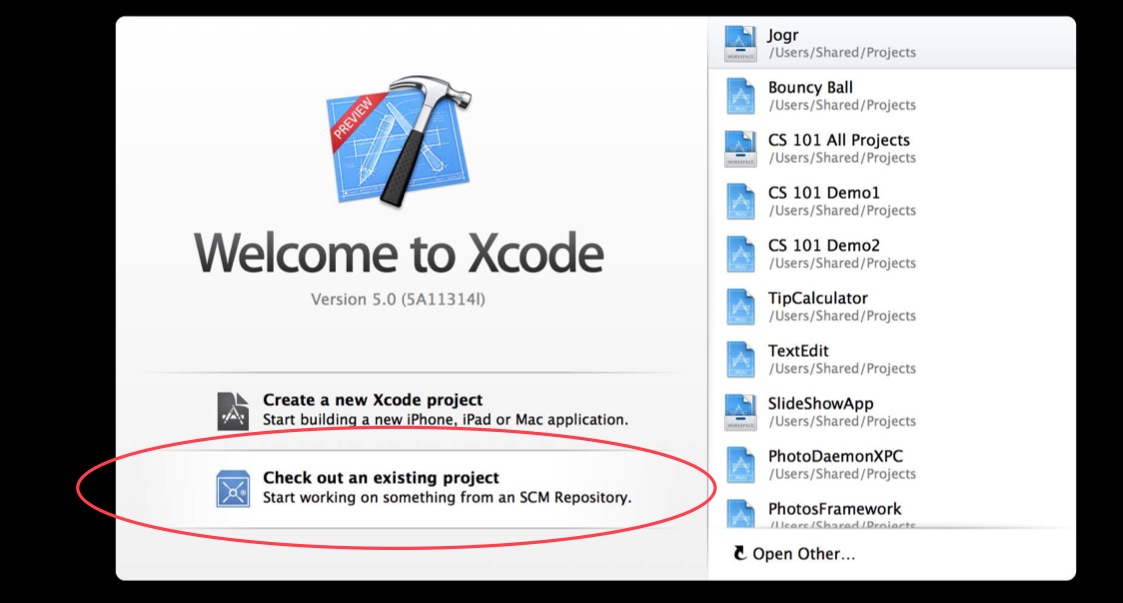 PREVIEW
Welcome to Xcode
Version 5.0 (5A11314l)
Create a new Xcode project
Start building a new iPhone, iPad or Mac application.
Check out an existing project
Start working on something from an SCM Repository.
Jogr
/Users/Shared/Projects
Bouncy Ball
/Users/Shared/Projects
CS 101 All Projects
/Users/Shared/Projects
CS 101 Demo1
/Users/Shared/Projects
CS 101 Demo2
/Users/Shared/Projects
TipCalculator
/Users/Shared/Projects
TextEdit
/Users/Shared/Projects
SlideShowApp
/Users/Shared/Projects
PhotoDaemonXPC
/Users/Shared/Projects
PhotosFramework
/Users/Shared/Projects
Open Other...